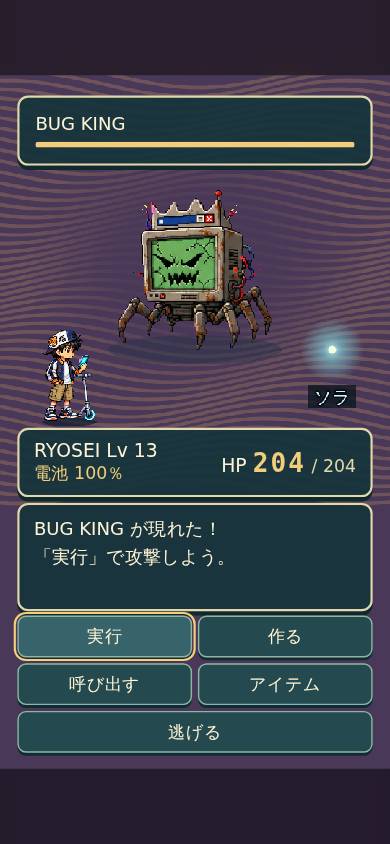 BUG KING
ソラ
RYOSEI Lv 13
電池 100%
HP 204 / 204
BUG KING が現れた！
「実行」で攻撃しよう。
実行
作る
呼び出す
アイテム
逃げる